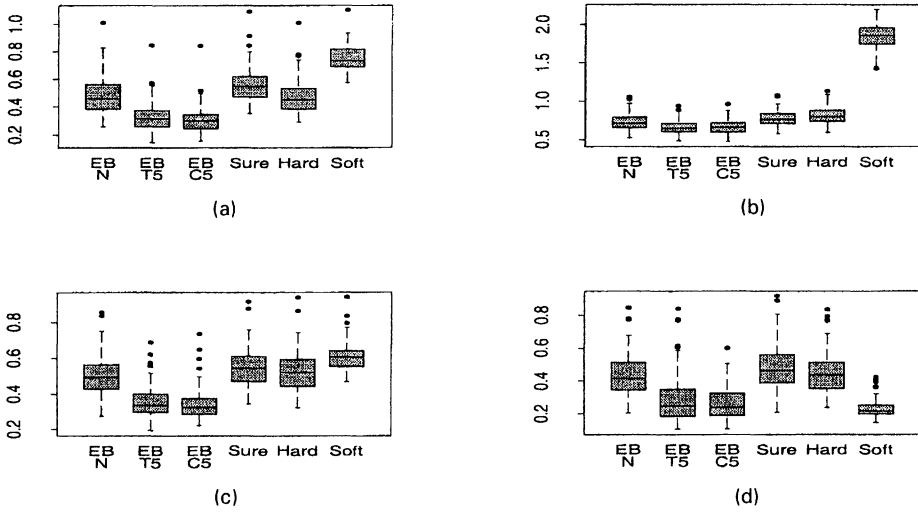 1.0
0.8
0.6
0.4
0.2
EB N
EB T5
EB C5
Sure
Hard
Soft
(a)
2.0
1.5
1.0
0.5
EB N
EB T5
EB C5
Sure
Hard
Soft
(b)
0.8
0.6
0.4
0.2
EB N
EB T5
EB C5
Sure
Hard
Soft
(c)
0.8
0.6
0.4
0.2
EB N
EB T5
EB C5
Sure
Hard
Soft
(d)